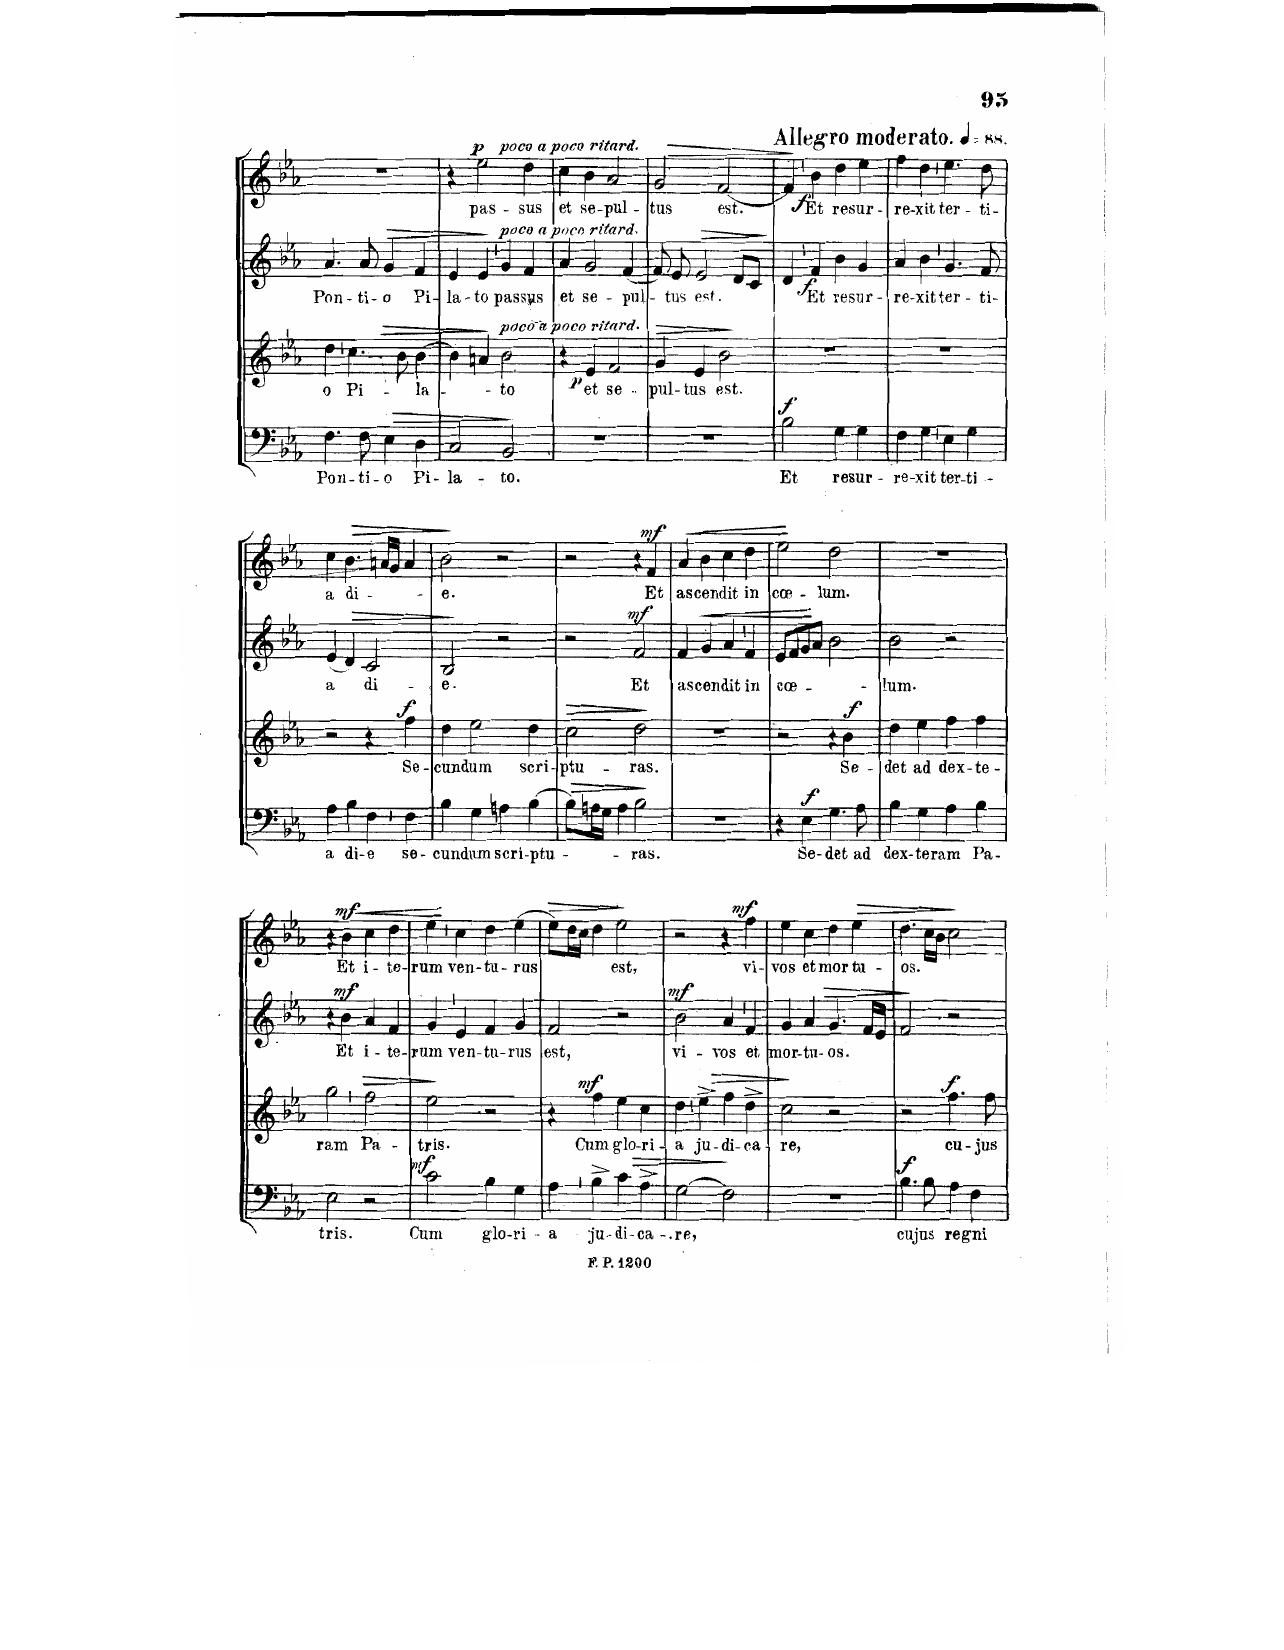 95
Allegro moderato. ♩= 88.
p poco a poco ritard.
pas - sus et se-pul - tus est. f Et resur - re-xit ter - ti-
poco a poco ritard.
Pon - ti - o Pi - la - to passus et se - pul - tus est. f Et resur - re-xit ter - ti-
poco a poco ritard.
o Pi - la - to p et se - pul - tus est.
f
Pon - ti - o Pi - la - to. Et resur - re-xit ter-ti -
mf
a di - e. Et ascendit in cœ - lum.
mf
a di - e. Et ascendit in cœ - lum.
f f
Se - cundum scri - ptu - ras. Se - det ad dex - te -
f
a di-e se - cundum scri-ptu - ras. Se-det ad dex-teram Pa-
mf mf
Et i - te-rum ven-tu-rus est, vi - vos et mor tu - os.
mf mf
Et i - te-rum ven-tu-rus est, vi - vos et mor-tu-os.
mf f
ram Pa - tris. Cum glo-ri - a ju-di-ca - re, cu-jus
mf f
tris. Cum glo-ri - a ju-di-ca - re, cujus regni
F. P. 1200